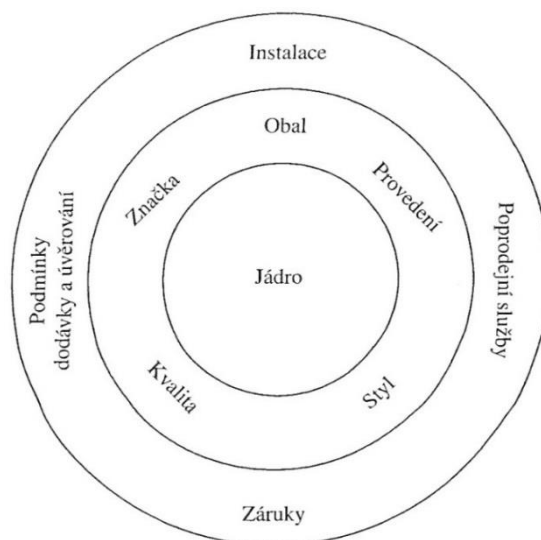 Instalace
Obal
Značka
Provedení
Podmínky
dodávky a úvěrování
Jádro
Poprodejní služby
Kvalita
Styl
Záruky